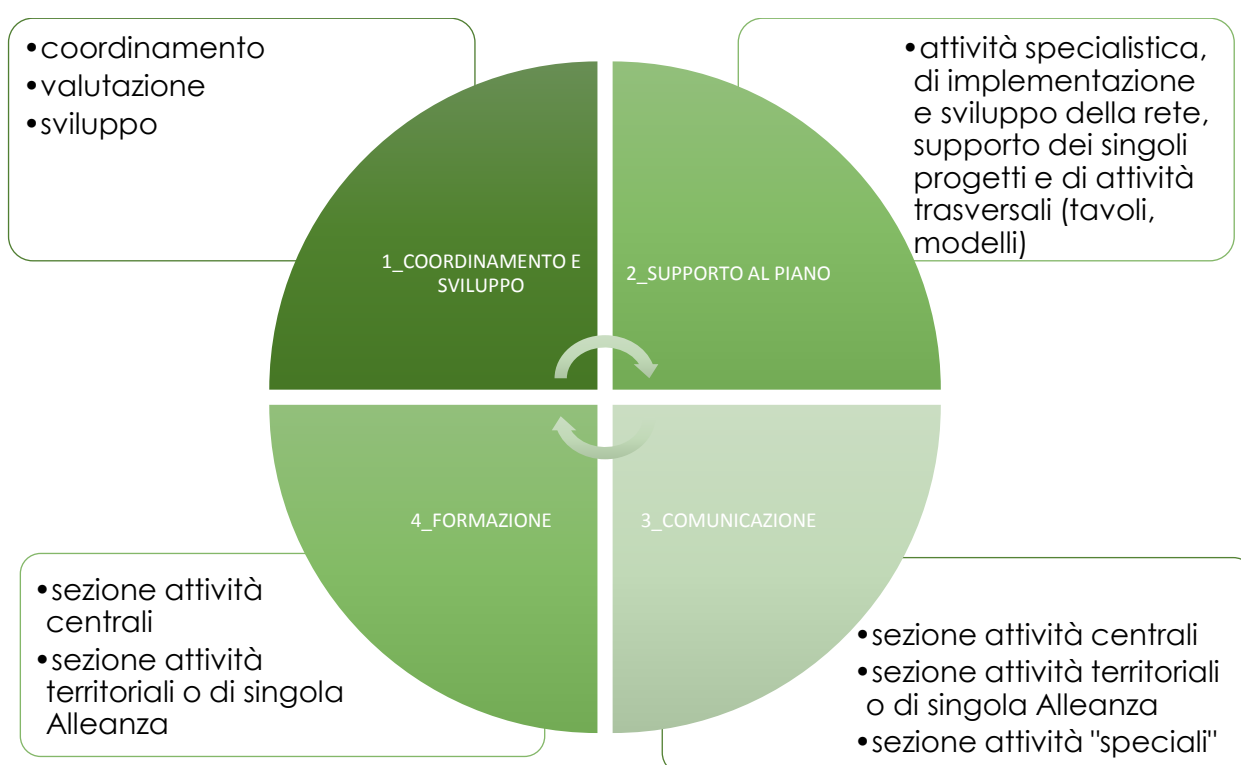 •coordinamento
•valutazione
•sviluppo
•attività specialistica,
di implementazione
e sviluppo della rete,
supporto dei singoli
progetti e di attività
trasversali (tavoli,
modelli)
1_COORDINAMENTO E
SVILUPPO
2_SUPPORTO AL PIANO
4_FORMAZIONE
3_COMUNICAZIONE
•sezione attività
centrali
•sezione attività
territoriali o di singola
Alleanza
•sezione attività centrali
•sezione attività territoriali
o di singola Alleanza
•sezione attività "speciali"